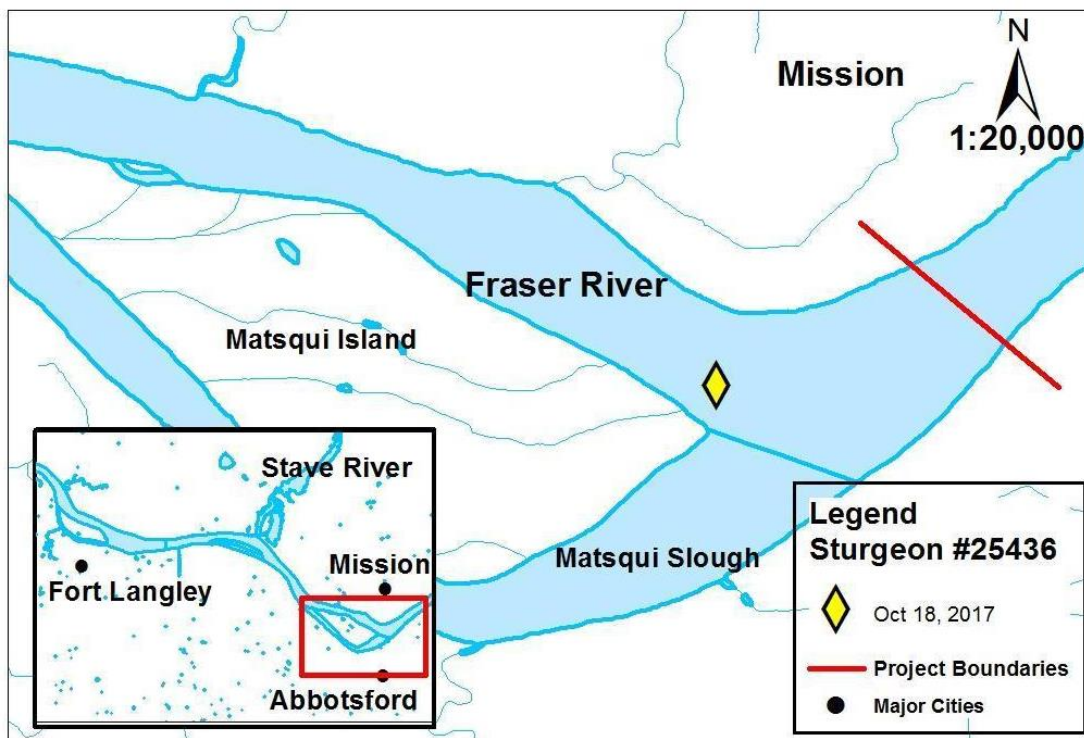 Mission
N
1:20,000
Fraser River
Matsqui Island
Matsqui Slough
Stave River
Mission
Fort Langley
Abbotsford
Legend
Sturgeon #25436
Oct 18, 2017
Project Boundaries
Major Cities